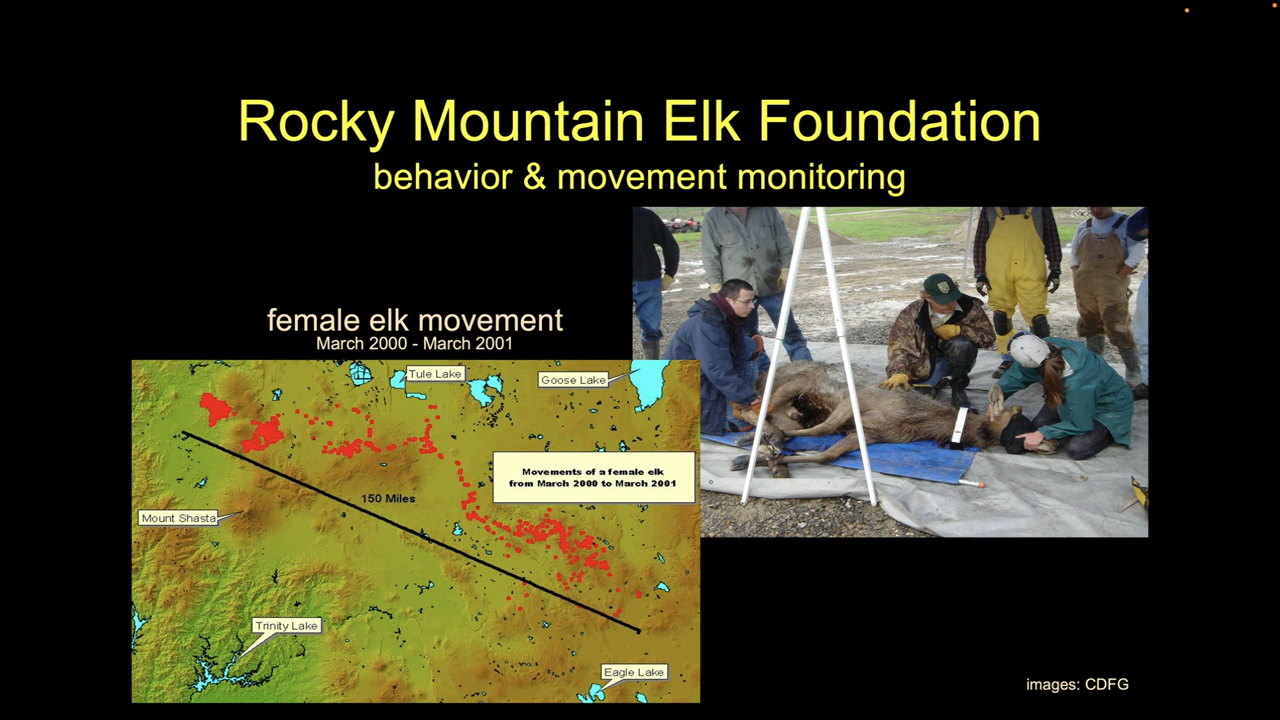 Rocky Mountain Elk Foundation
behavior & movement monitoring
female elk movement
March 2000 - March 2001
Tule Lake
Goose Lake
Movements of a female elk
from March 2000 to March 2001
150 Miles
Mount Shasta
Trinity Lake
Eagle Lake
images: CDFG